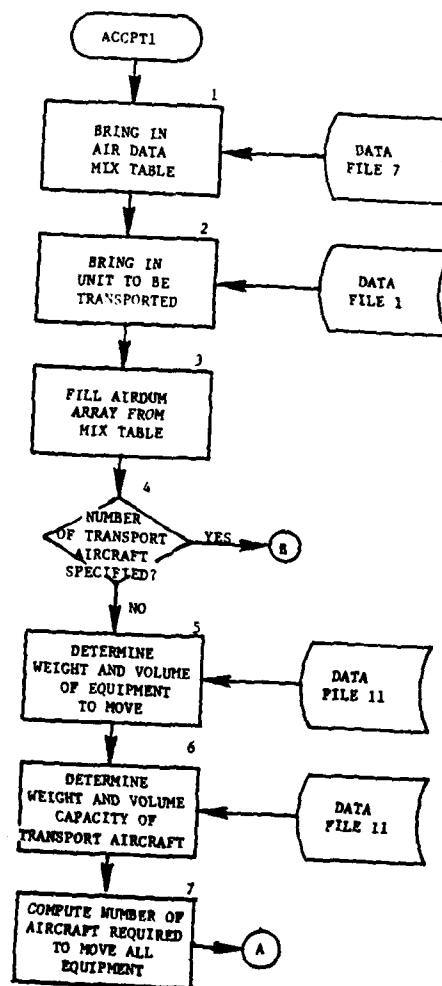 ACCPT1
1
BRING IN
AIR DATA
MIX TABLE
DATA
FILE 7
2
BRING IN
UNIT TO BE
TRANSPORTED
DATA
FILE 1
3
FILL AIRDUM
ARRAY FROM
MIX TABLE
4
NUMBER
OF TRANSPORT
AIRCRAFT
SPECIFIED?
YES
B
NO
5
DETERMINE
WEIGHT AND VOLUME
OF EQUIPMENT
TO MOVE
DATA
FILE 11
6
DETERMINE
WEIGHT AND VOLUME
CAPACITY OF
TRANSPORT AIRCRAFT
DATA
FILE 11
7
COMPUTE NUMBER OF
AIRCRAFT REQUIRED
TO MOVE ALL
EQUIPMENT
A